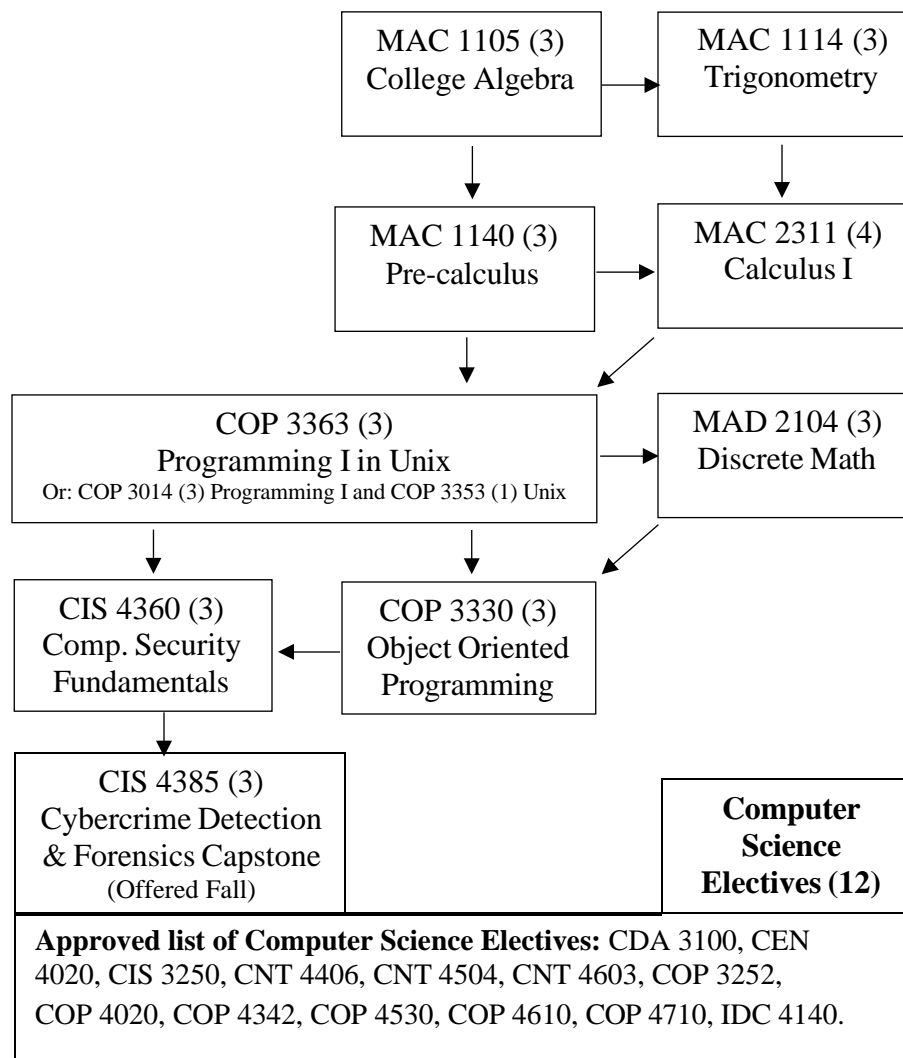 MAC 1105 (3)
College Algebra
MAC 1114 (3)
Trigonometry
MAC 1140 (3)
Pre-calculus
MAC 2311 (4)
Calculus I
COP 3363 (3)
Programming I in Unix
Or: COP 3014 (3) Programming I and COP 3353 (1) Unix
MAD 2104 (3)
Discrete Math
CIS 4360 (3)
Comp. Security
Fundamentals
COP 3330 (3)
Object Oriented
Programming
CIS 4385 (3)
Cybercrime Detection
& Forensics Capstone
(Offered Fall)
Computer
Science
Electives (12)
Approved list of Computer Science Electives: CDA 3100, CEN
4020, CIS 3250, CNT 4406, CNT 4504, CNT 4603, COP 3252,
COP 4020, COP 4342, COP 4530, COP 4610, COP 4710, IDC 4140.